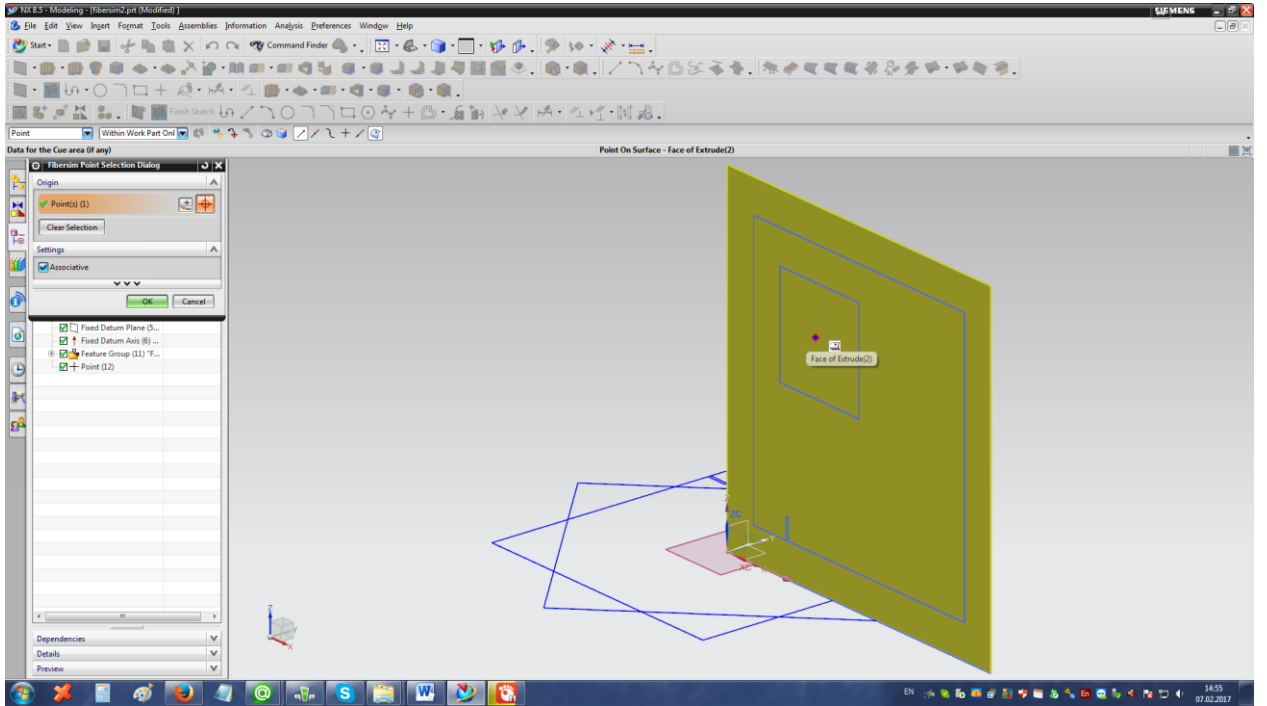 NX 8.5 - Modeling - [fibersim2.prt (Modified) ]
SIEMENS
File Edit View Insert Format Tools Assemblies Information Analysis Preferences Window Help
Start
Command Finder
Finish Sketch
Point
Within Work Part Onl
Data for the Cue area (if any)
Point On Surface - Face of Extrude(2)
Fibersim Point Selection Dialog
Origin
Point(s) (1)
Clear Selection
Settings
Associative
OK
Cancel
Fixed Datum Plane (5...
Fixed Datum Axis (6) ...
Feature Group (11) "F...
Point (12)
Face of Extrude(2)
ZC
Y
XC
Z
Y
X
Dependencies
Details
Preview
EN
14:55
07.02.2017